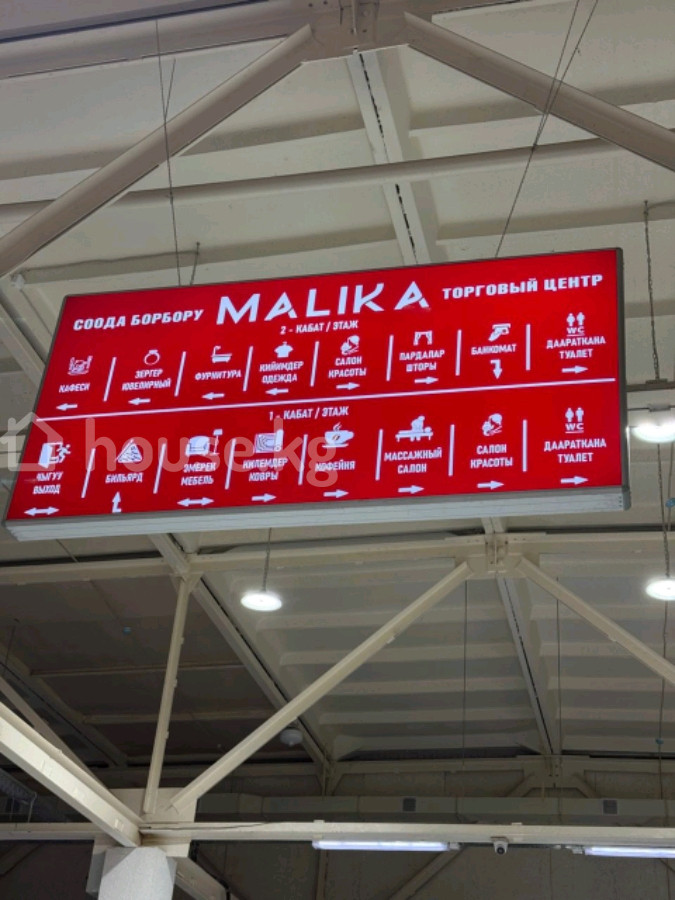 СООДА БОРБОРУ MALIKA ТОРГОВЫЙ ЦЕНТР
2 - КАБАТ / ЭТАЖ
КАФЕСИ
ЗЕРГЕР
ЮВЕЛИРНЫЙ
ФУРНИТУРА
КИЙИМДЕР
ОДЕЖДА
САЛОН
КРАСОТЫ
ПАРДАЛАР
ШТОРЫ
БАНКОМАТ
WC
ДААРАТКАНА
ТУАЛЕТ
1 - КАБАТ / ЭТАЖ
ЧЫГУУ
ВЫХОД
БИЛЬЯРД
ЭМЕРЕК
МЕБЕЛЬ
КИЛЕМДЕР
КОВРЫ
КОФЕЙНЯ
МАССАЖНЫЙ
САЛОН
САЛОН
КРАСОТЫ
WC
ДААРАТКАНА
ТУАЛЕТ
house.kg